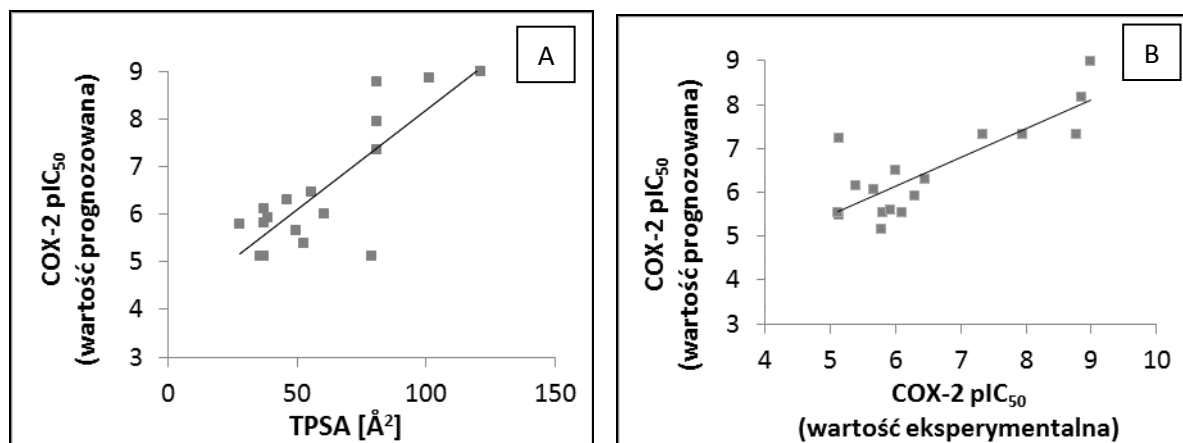 A
COX-2 pIC₅₀
(wartość prognozowana)
9
8
7
6
5
4
3
0 50 100 150
TPSA [Å²]
B
COX-2 pIC₅₀
(wartość prognozowana)
9
8
7
6
5
4
3
4 5 6 7 8 9 10
COX-2 pIC₅₀
(wartość eksperymentalna)